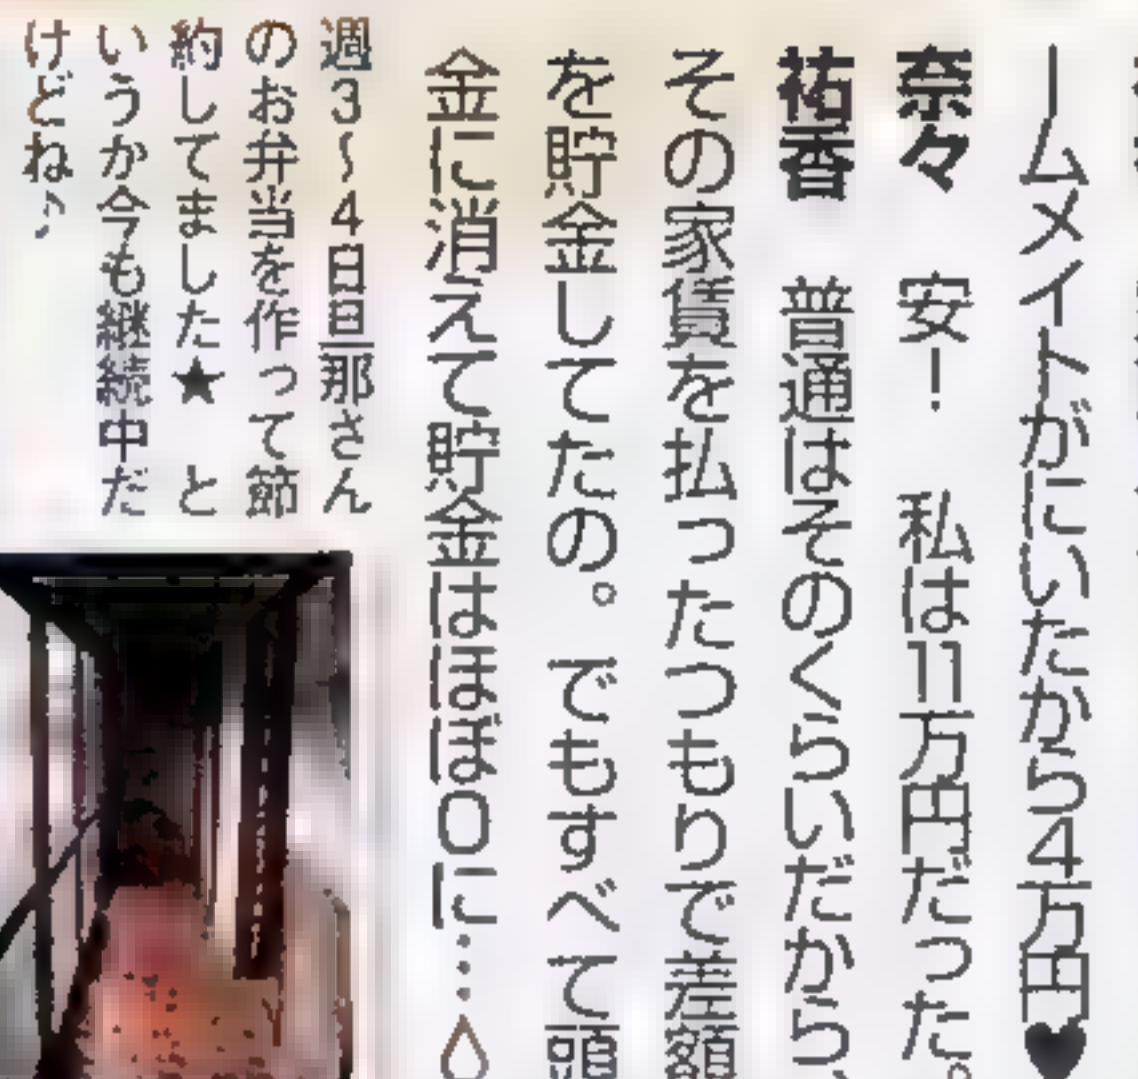 ームメイトがにいたから4万円♥
奈々　安！　私は11万円だった。
祐香　普通はそのくらいだから、
その家賃を払ったつもりで差額
を貯金してたの。でもすべて頭
金に消えて貯金はほぼ0に…
週3～4日旦那さん
のお弁当を作って節
約してました★　と
いうか今も継続中だ
けどね♪